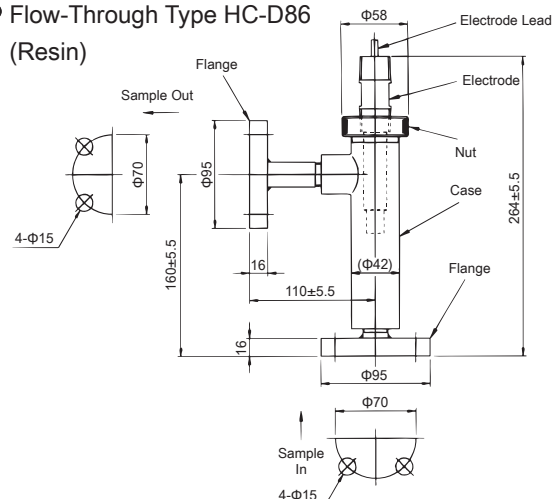 Flow-Through Type HC-D86
(Resin)
Φ58
Electrode Lead
Flange
Electrode
Sample Out
Nut
Case
Φ70
Φ95
4-Φ15
160±5.5
264±5.5
(Φ42)
16
110±5.5
Flange
16
Φ95
Φ70
Sample
In
4-Φ15